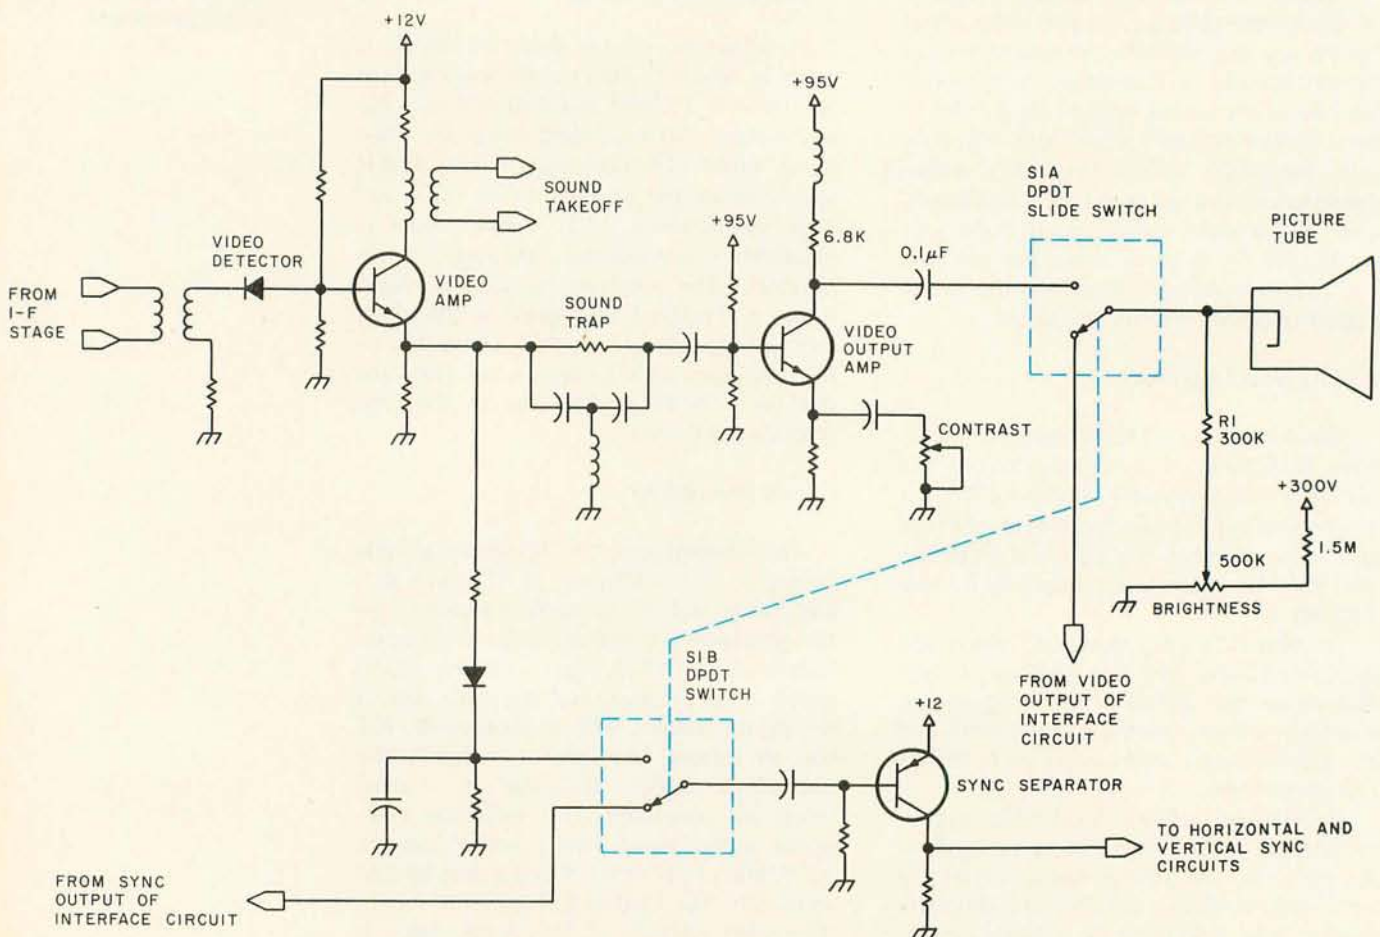 +12V
SOUND
TAKEOFF
VIDEO
DETECTOR
FROM
I-F
STAGE
VIDEO
AMP
SOUND
TRAP
+95V
+95V
6.8K
0.1μF
VIDEO
OUTPUT
AMP
CONTRAST
S1A
DPDT
SLIDE SWITCH
PICTURE
TUBE
R1
300K
+300V
1.5M
500K
BRIGHTNESS
FROM VIDEO
OUTPUT OF
INTERFACE
CIRCUIT
S1B
DPDT
SWITCH
+12
SYNC SEPARATOR
TO HORIZONTAL AND
VERTICAL SYNC
CIRCUITS
FROM SYNC
OUTPUT OF
INTERFACE CIRCUIT